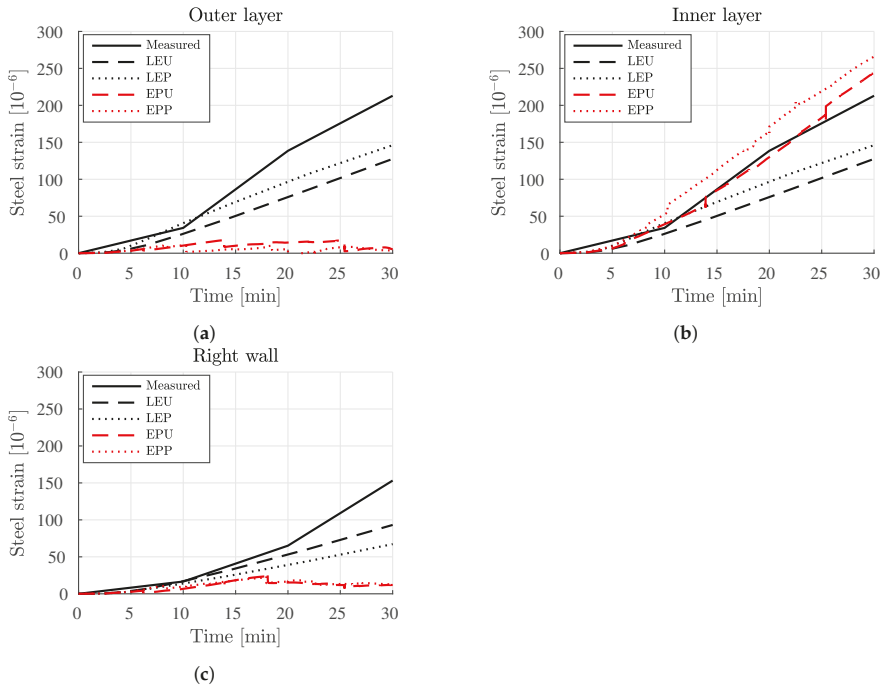 Outer layer
300
250
200
150
100
50
0
Steel strain [10−6]
Measured
LEU
LEP
EPU
EPP
0 5 10 15 20 25 30
Time [min]
(a)
Inner layer
300
250
200
150
100
50
0
Steel strain [10−6]
Measured
LEU
LEP
EPU
EPP
0 5 10 15 20 25 30
Time [min]
(b)
Right wall
300
250
200
150
100
50
0
Steel strain [10−6]
Measured
LEU
LEP
EPU
EPP
0 5 10 15 20 25 30
Time [min]
(c)